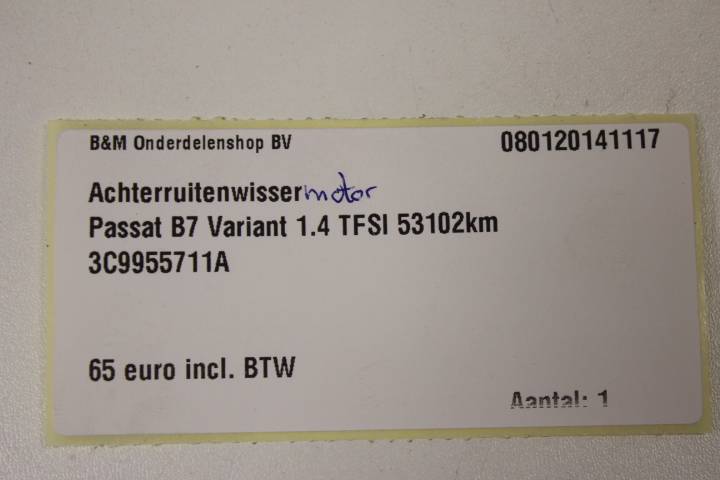 B&M Onderdelenshop BV 080120141117
Achterruitenwissermotor
Passat B7 Variant 1.4 TFSI 53102km
3C9955711A
65 euro incl. BTW
Aantal: 1